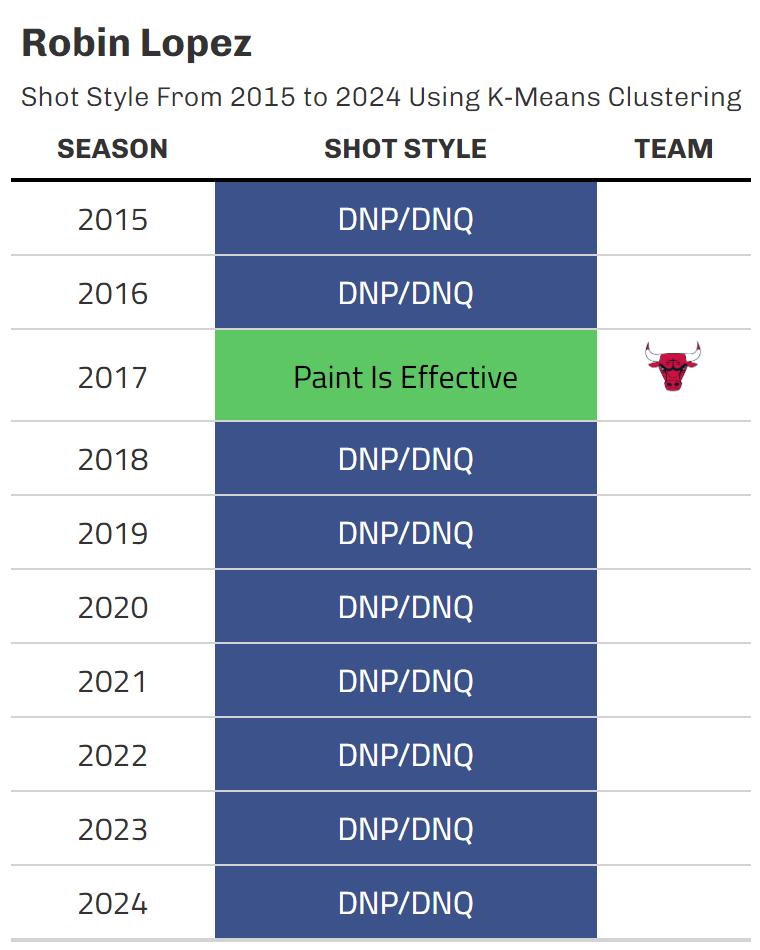 Robin Lopez
Shot Style From 2015 to 2024 Using K-Means Clustering
SEASON SHOT STYLE TEAM
2015 DNP/DNQ
2016 DNP/DNQ
2017 Paint Is Effective
2018 DNP/DNQ
2019 DNP/DNQ
2020 DNP/DNQ
2021 DNP/DNQ
2022 DNP/DNQ
2023 DNP/DNQ
2024 DNP/DNQ